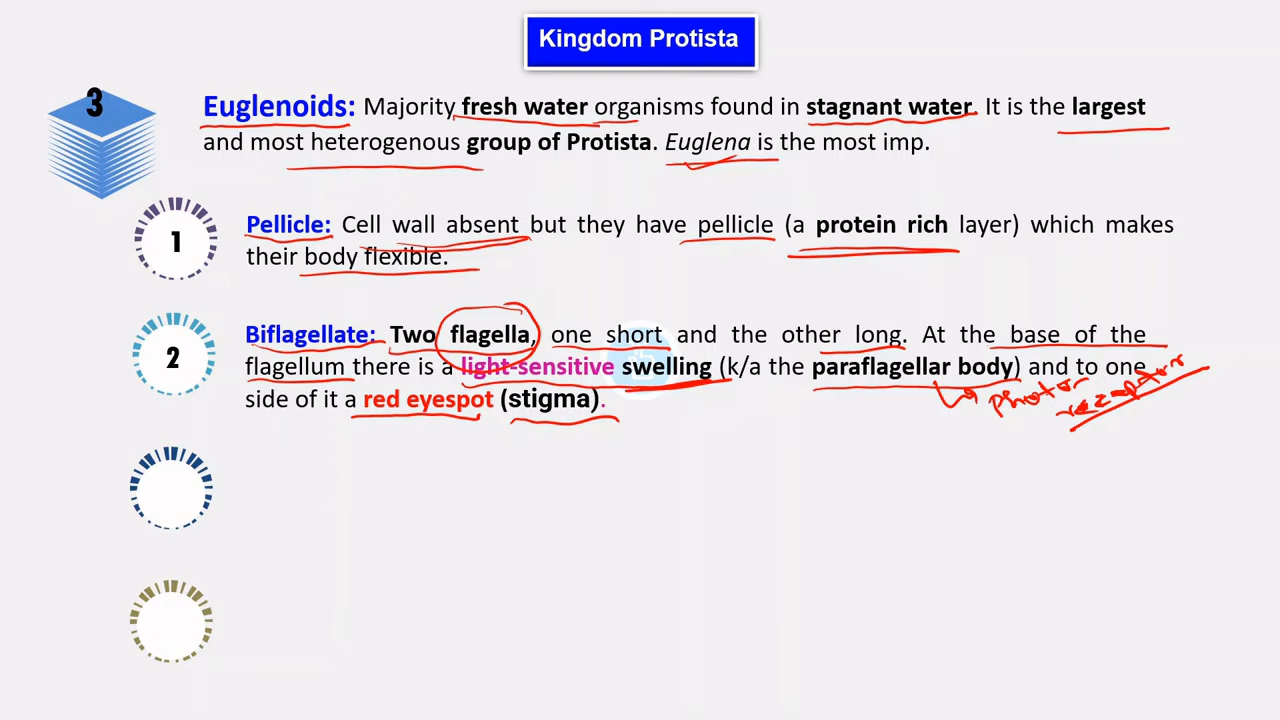 Kingdom Protista
3
Euglenoids: Majority fresh water organisms found in stagnant water. It is the largest
and most heterogenous group of Protista. Euglena is the most imp.
1
Pellicle: Cell wall absent but they have pellicle (a protein rich layer) which makes
their body flexible.
2
Biflagellate: Two flagella, one short and the other long. At the base of the
flagellum there is a light-sensitive swelling (k/a the paraflagellar body) and to one
side of it a red eyespot (stigma).
photor
receptor